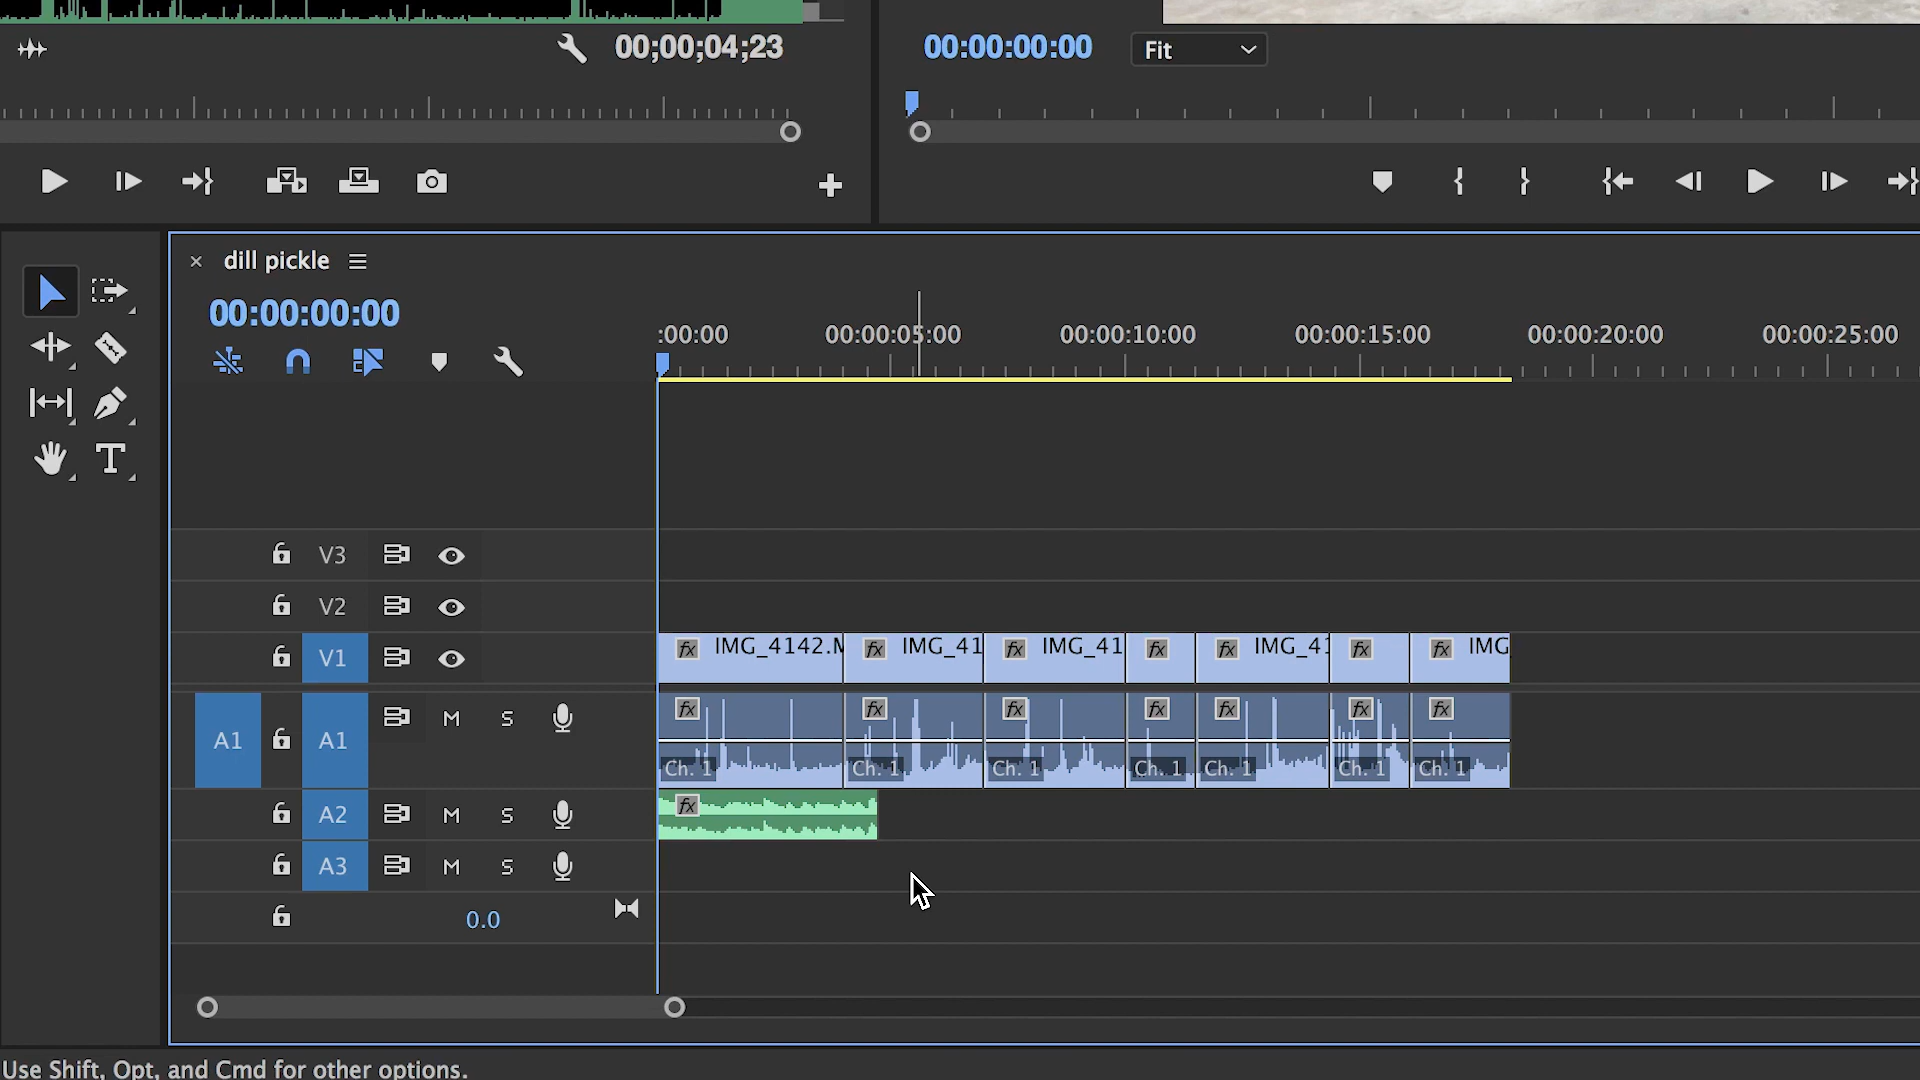 00;00;04;23
00:00:00:00
Fit
× dill pickle
00:00:00:00
:00:00 00:00:05:00 00:00:10:00 00:00:15:00 00:00:20:00 00:00:25:00
V3
V2
V1
fx IMG_4142.M fx IMG_41 fx IMG_41 fx fx IMG_41 fx fx IMG
A1 A1 M S
fx fx fx fx fx fx fx
Ch. 1 Ch. 1 Ch. 1 Ch. 1 Ch. 1 Ch. 1 Ch. 1
A2 M S fx
A3 M S
0.0
Use Shift, Opt, and Cmd for other options.